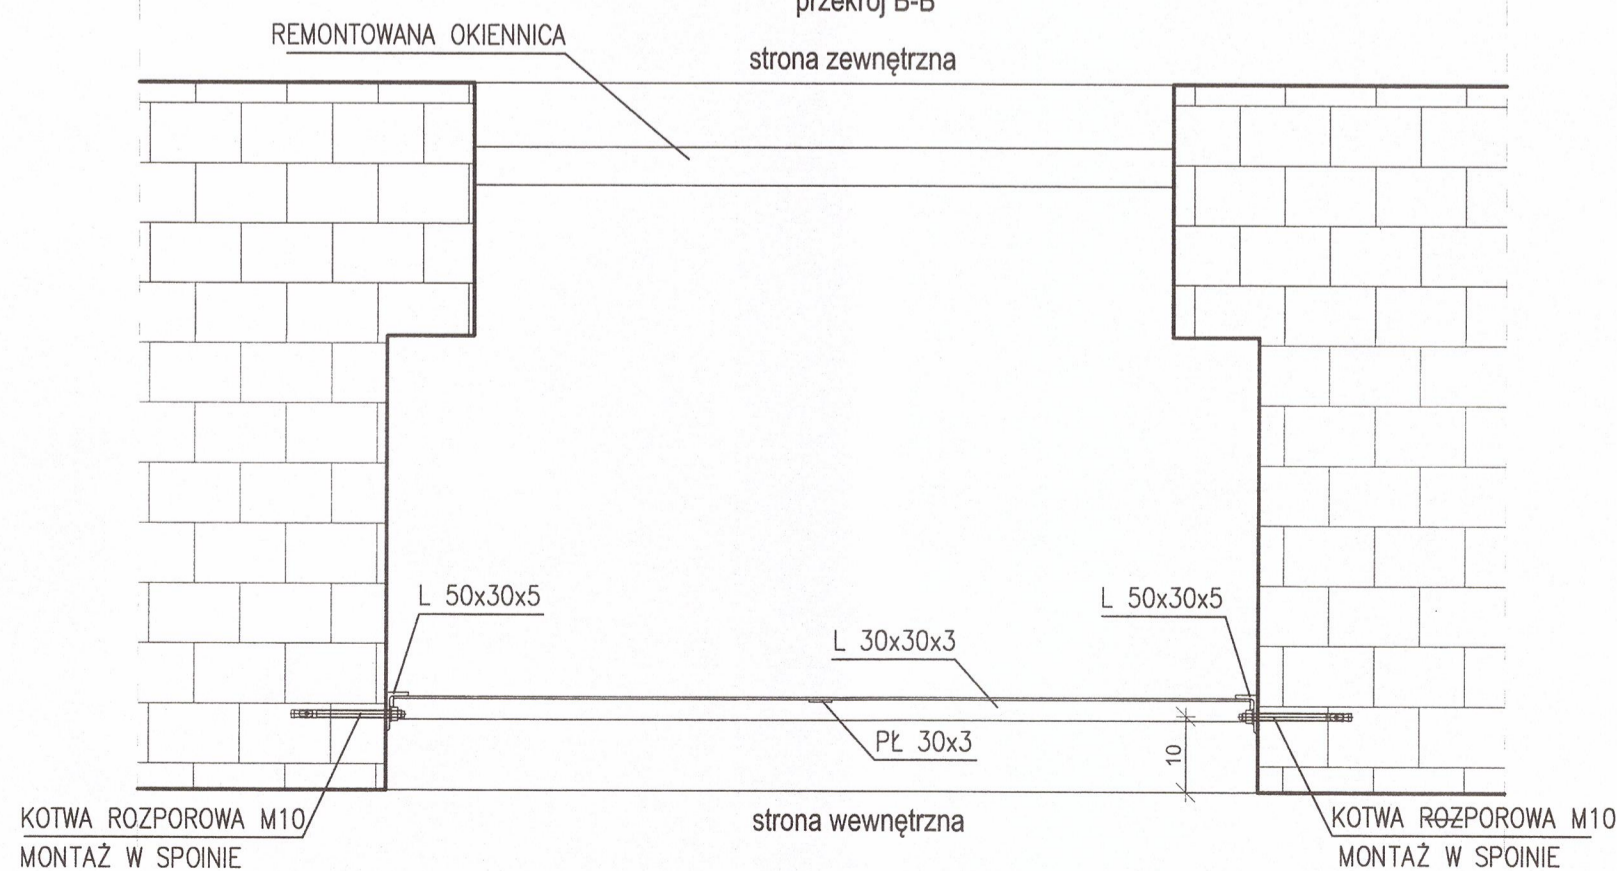 przekrój B-B
REMONTOWANA OKIENNICA
strona zewnętrzna
L 50x30x5
L 50x30x5
L 30x30x3
PŁ 30x3
10
KOTWA ROZPOROWA M10
MONTAŻ W SPOINIE
strona wewnętrzna
KOTWA ROZPOROWA M10
MONTAŻ W SPOINIE